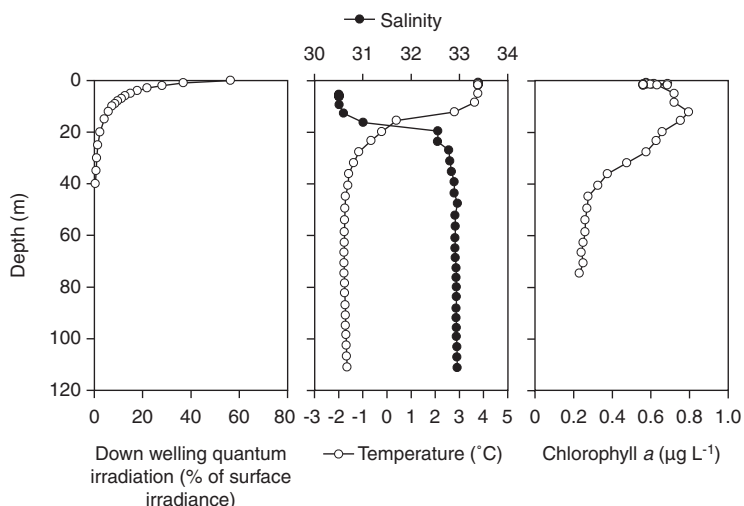 Salinity
30 31 32 33 34
0
20
40
60
80
100
120
Depth (m)
0 20 40 60 80
-3 -2 -1 0 1 2 3 4 5
0 0.2 0.4 0.6 0.8 1.0
Down welling quantum
irradiation (% of surface
irradiance)
Temperature (˚C)
Chlorophyll a (µg L-1)